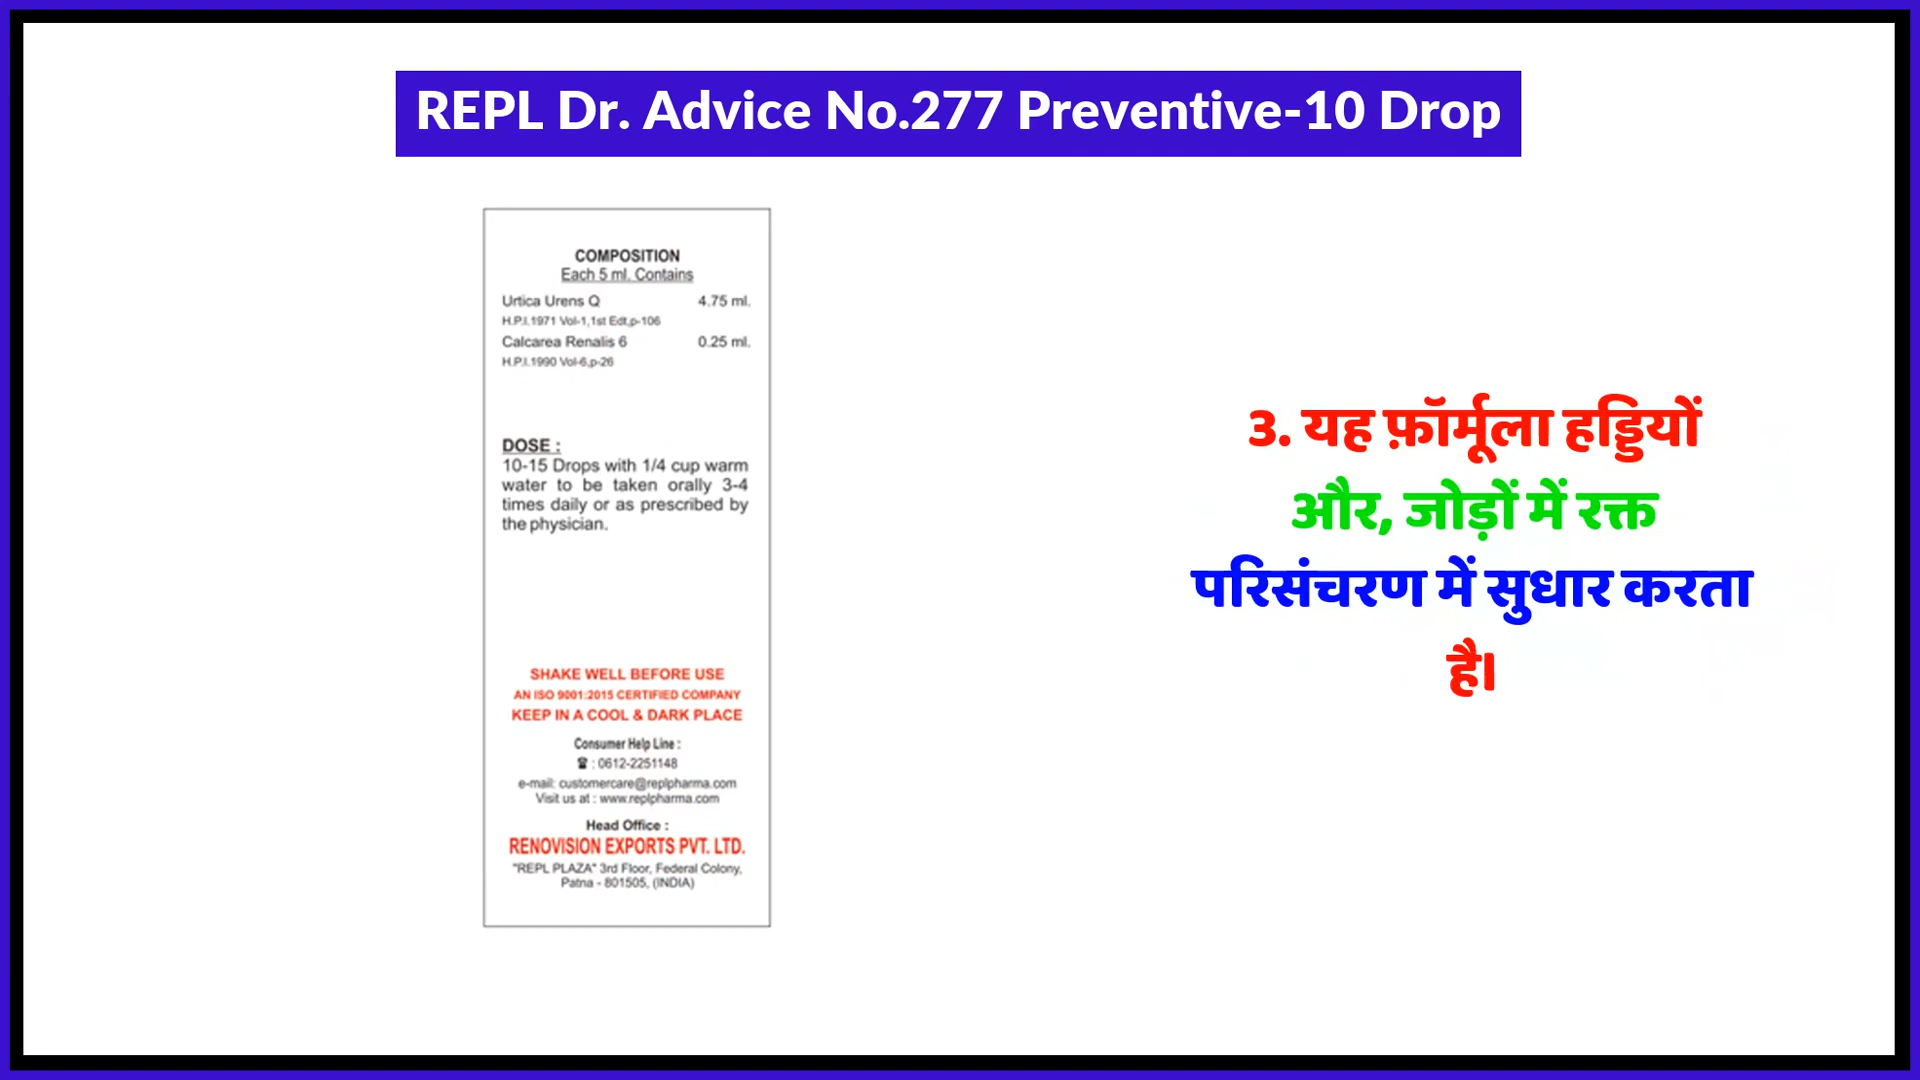 REPL Dr. Advice No.277 Preventive-10 Drop
COMPOSITION
Each 5 ml. Contains
Urtica Urens Q 4.75 ml.
H.P.I.1971 Vol-1,1st Edt,p-106
Calcarea Renalis 6 0.25 ml.
H.P.I.1990 Vol-6,p-26
DOSE :
10-15 Drops with 1/4 cup warm
water to be taken orally 3-4
times daily or as prescribed by
the physician.
SHAKE WELL BEFORE USE
AN ISO 9001:2015 CERTIFIED COMPANY
KEEP IN A COOL & DARK PLACE
Consumer Help Line :
☎ : 0612-2251148
e-mail: customercare@replpharma.com
Visit us at : www.replpharma.com
Head Office :
RENOVISION EXPORTS PVT. LTD.
"REPL PLAZA" 3rd Floor, Federal Colony,
Patna - 801505, (INDIA)
3. यह फ़ॉर्मूला हड्डियों
और, जोड़ों में रक्त
परिसंचरण में सुधार करता
है।